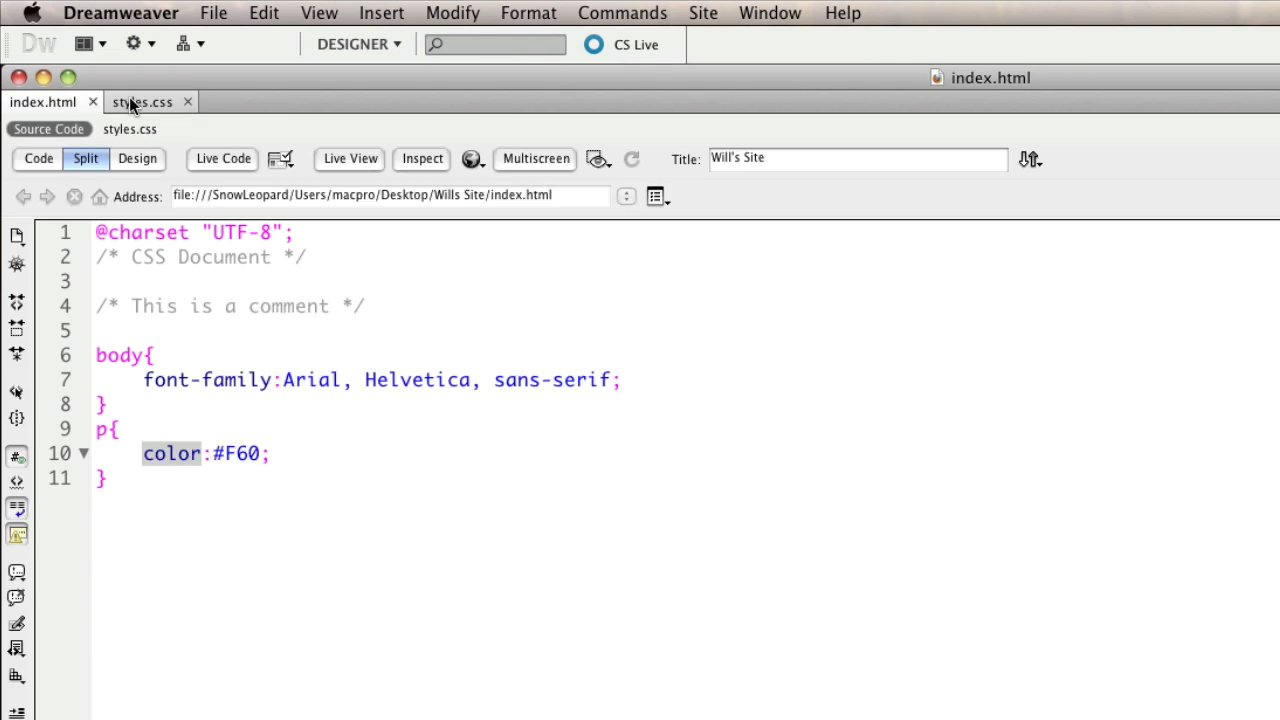 Dreamweaver File Edit View Insert Modify Format Commands Site Window Help
Dw DESIGNER CS Live
index.html
index.html styles.css
Source Code styles.css
Code Split Design Live Code Live View Inspect Multiscreen Title: Will's Site
Address: file:///SnowLeopard/Users/macpro/Desktop/Wills Site/index.html
1 @charset "UTF-8";
2 /* CSS Document */
3
4 /* This is a comment */
5
6 body{
7 font-family:Arial, Helvetica, sans-serif;
8 }
9 p{
10 color:#F60;
11 }